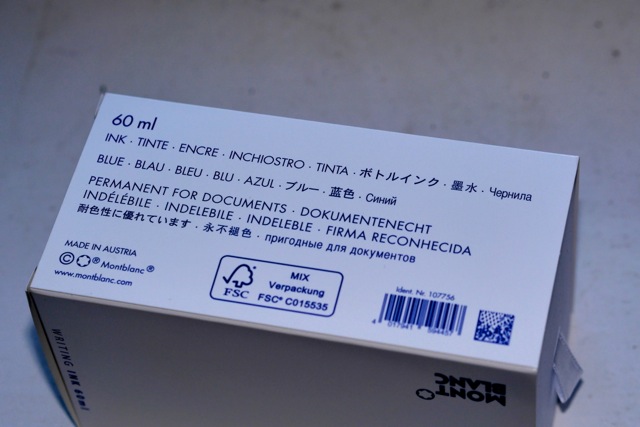 60 ml
INK · TINTE · ENCRE · INCHIOSTRO · TINTA · ボトルインク · 墨水 · Чернила
BLUE · BLAU · BLEU · BLU · AZUL · ブルー · 蓝色 · Синий
PERMANENT FOR DOCUMENTS · DOKUMENTENECHT
INDÉLÉBILE · INDELEBILE · INDELEBLE · FIRMA RECONHECIDA
耐色性に優れています · 永不褪色 · пригодные для документов
MADE IN AUSTRIA
© ® Montblanc®
www.montblanc.com
FSC
MIX
Verpackung
FSC® C015535
Ident. Nr. 107756
WRITING INK 60ml
MONT
BLANC